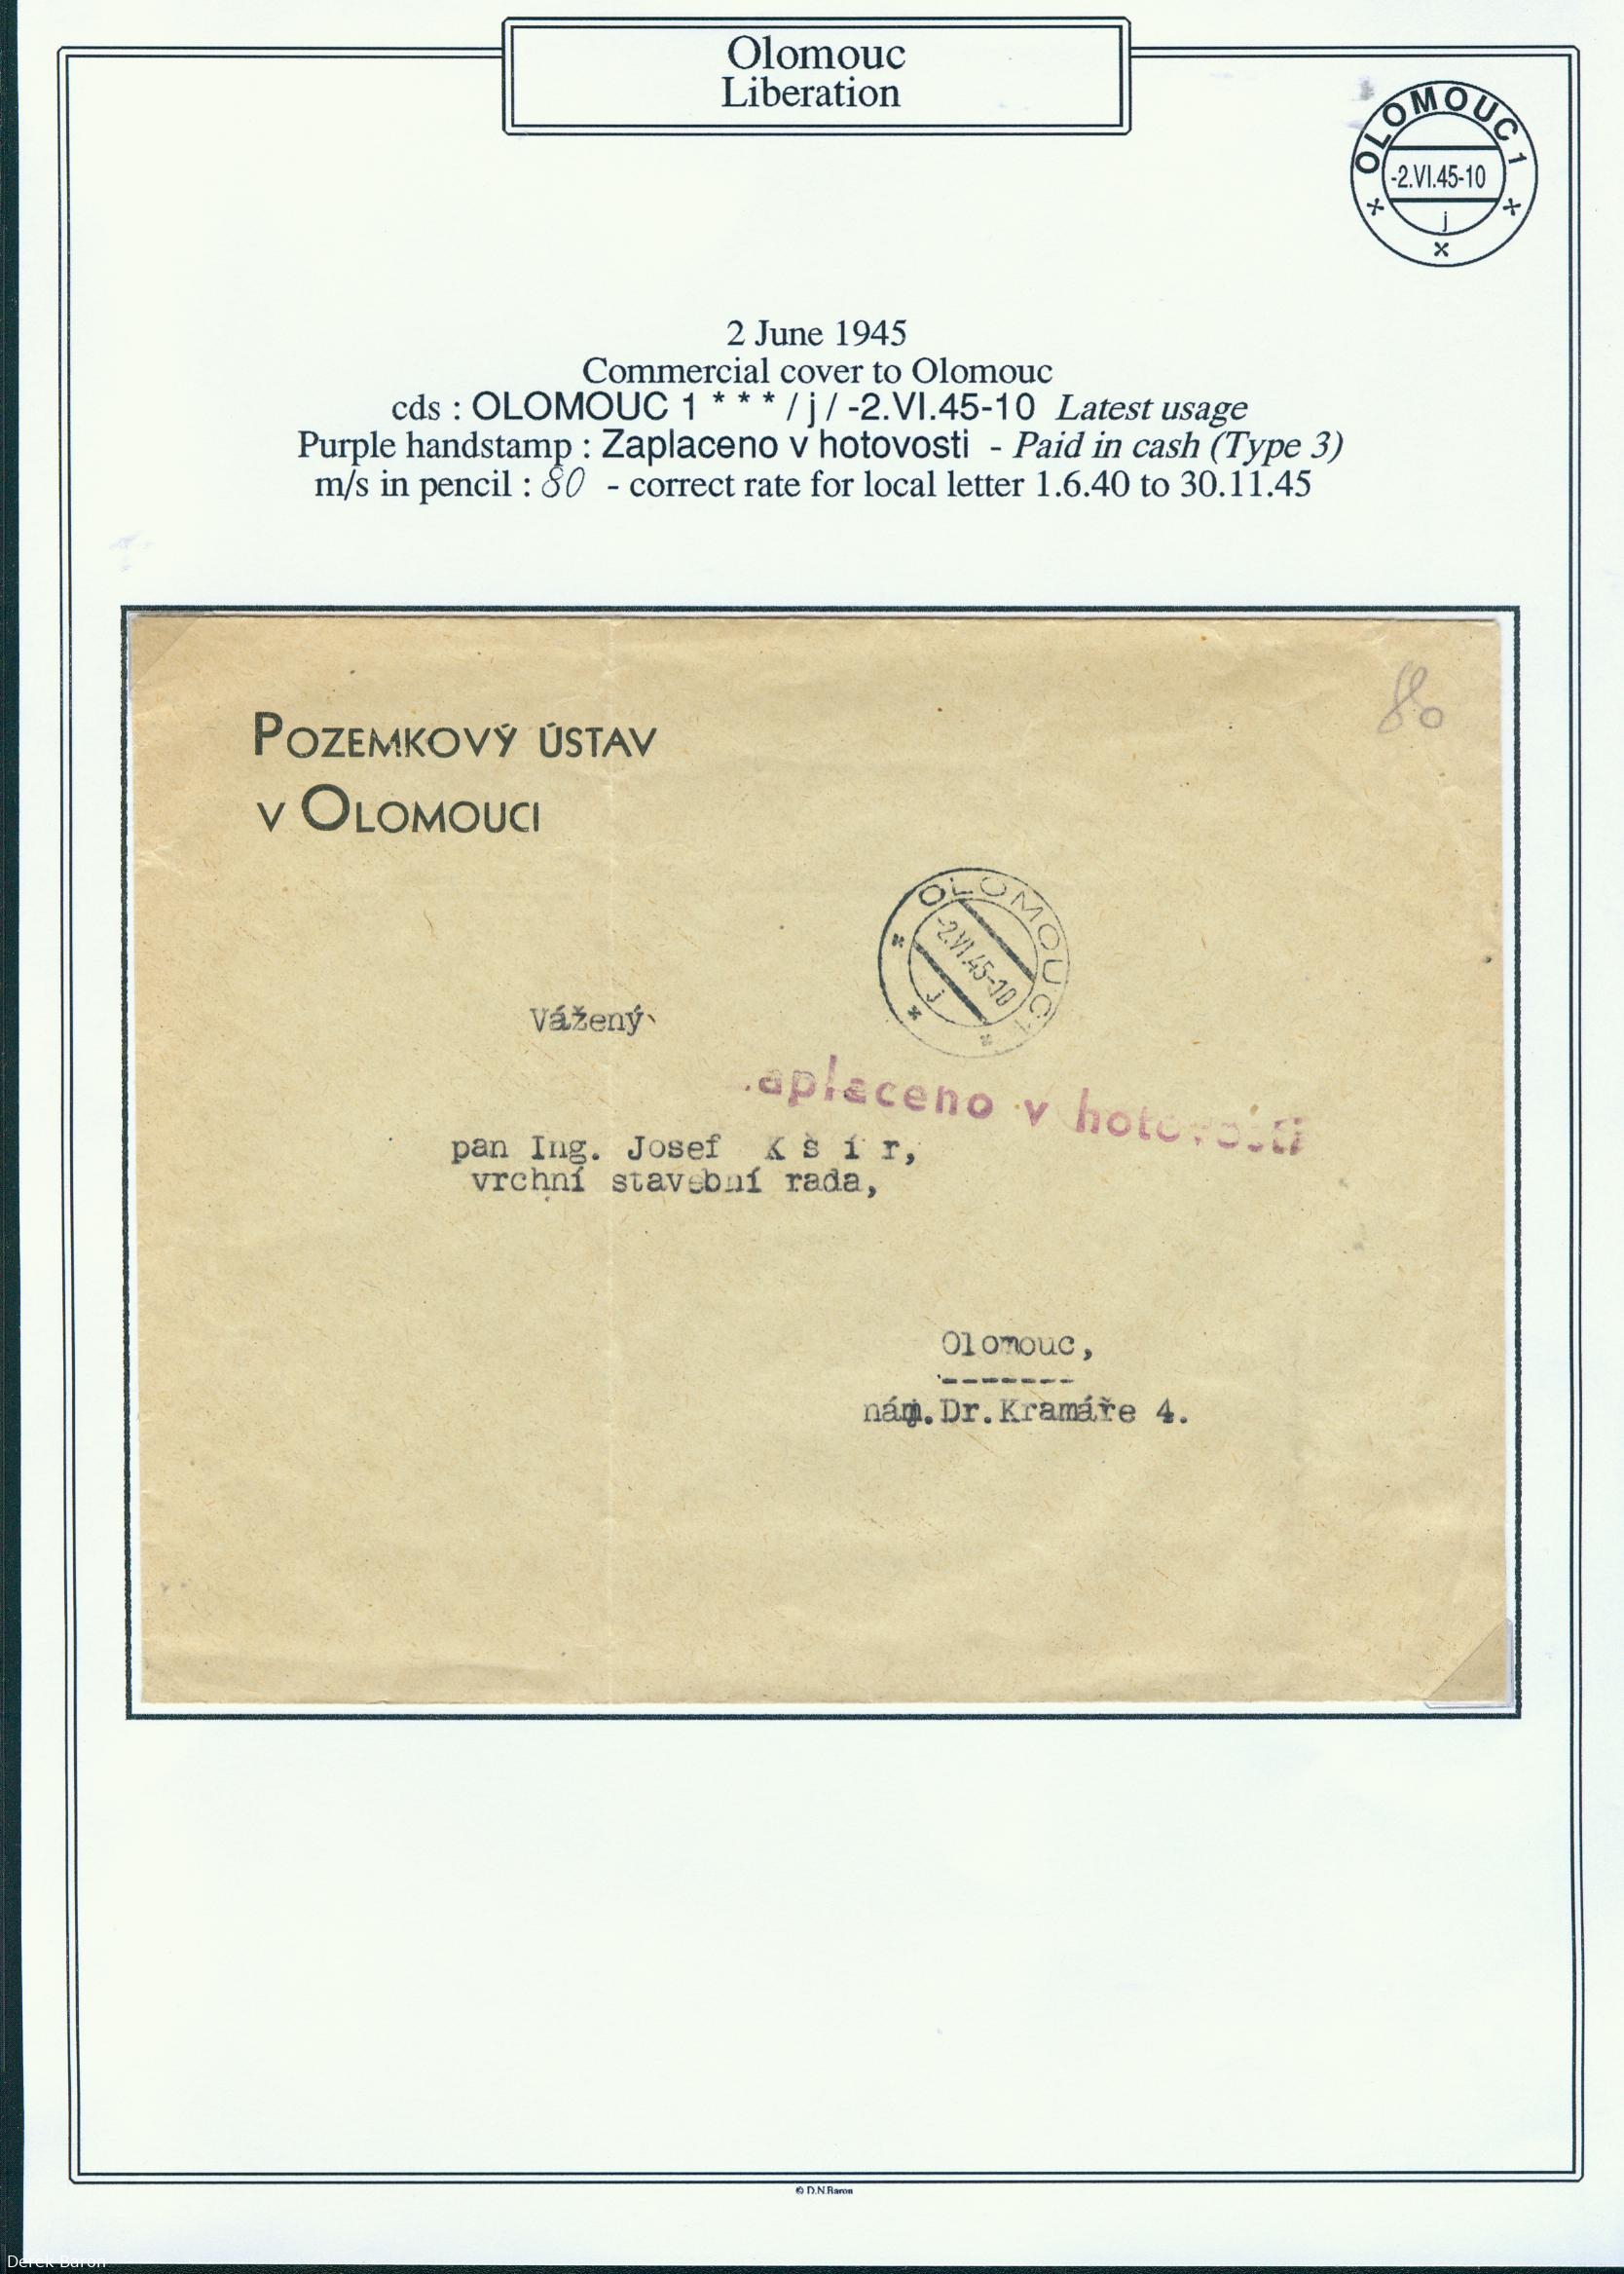 Olomouc
Liberation
OLOMOUC 1
-2.VI.45-10
j
2 June 1945
Commercial cover to Olomouc
cds : OLOMOUC 1 * * * / j / -2.VI.45-10 Latest usage
Purple handstamp : Zaplaceno v hotovosti - Paid in cash (Type 3)
m/s in pencil : 80 - correct rate for local letter 1.6.40 to 30.11.45
80
POZEMKOVÝ ÚSTAV
V OLOMOUCI
OLOMOUC 1
-2.VI.45-10
j
Vážený
aplaceno v hotovosti
pan Ing. Josef K š í r,
vrchní stavební rada,
Olomouc,
-------
nám.Dr.Kramáře 4.
© D.N.Baron
Derek Baron